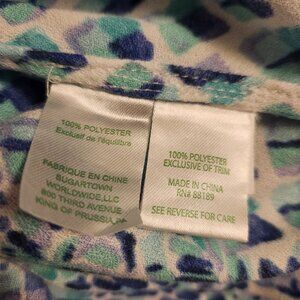 100% POLYESTER
Exclusif de l'équilibre
FABRIQUE EN CHINE
SUGARTOWN
WORLDWIDE, LLC
800 THIRD AVENUE
KING OF PRUSSIA, PA
100% POLYESTER
EXCLUSIVE OF TRIM
MADE IN CHINA
RN# 88189
SEE REVERSE FOR CARE